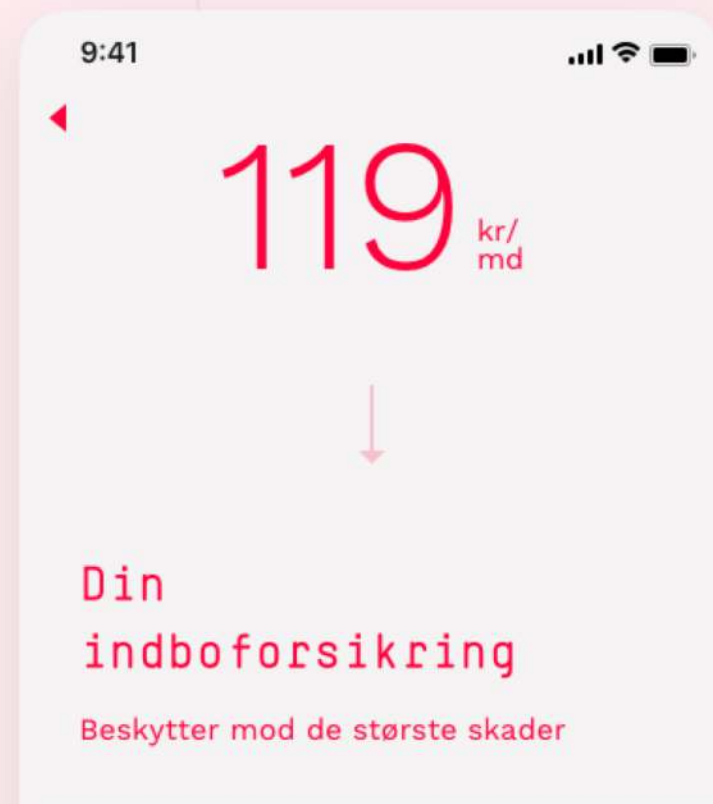 9:41
119 kr/
md
Din
indboforsikring
Beskytter mod de største skader